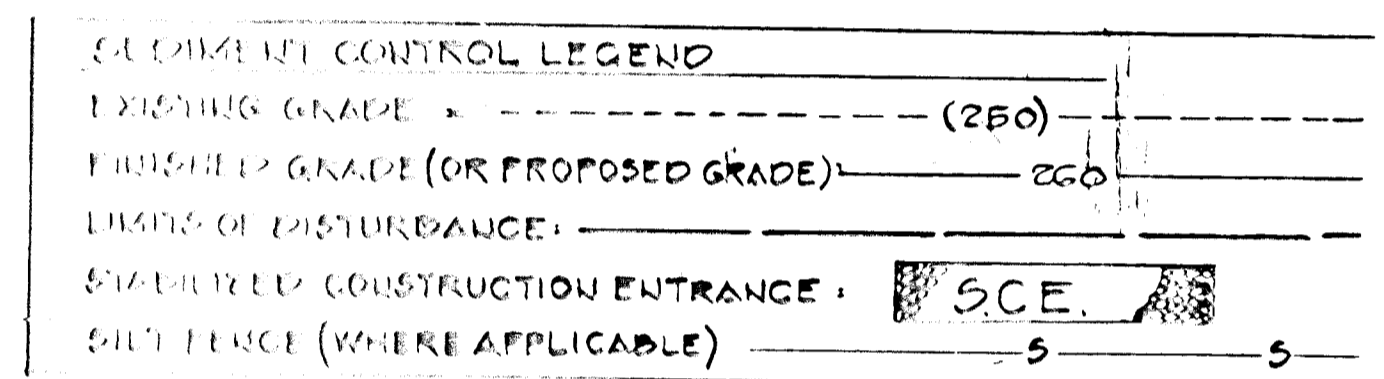 SEDIMENT CONTROL LEGEND
EXISTING GRADE : (250)
FINISHED GRADE (OR PROPOSED GRADE): 260
LIMITS OF DISTURBANCE:
STABILIZED CONSTRUCTION ENTRANCE : S.C.E.
SILT FENCE (WHERE APPLICABLE) S S